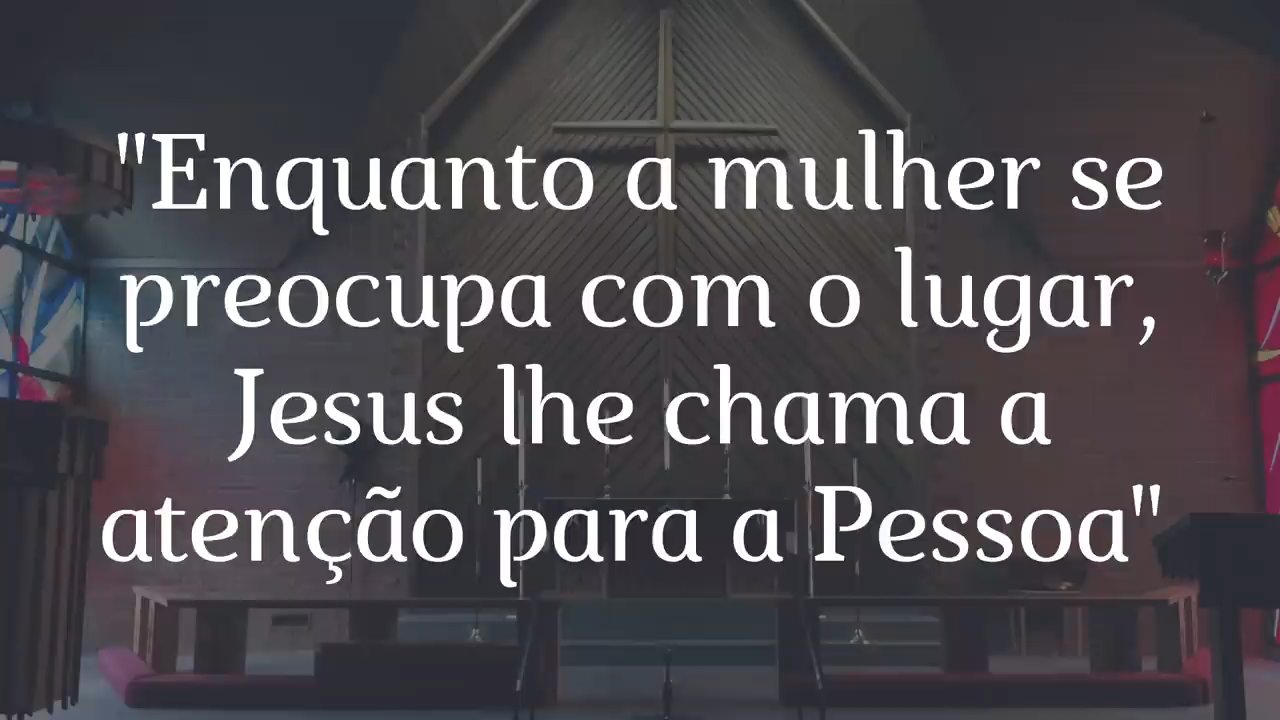 "Enquanto a mulher se
preocupa com o lugar,
Jesus lhe chama a
atenção para a Pessoa"